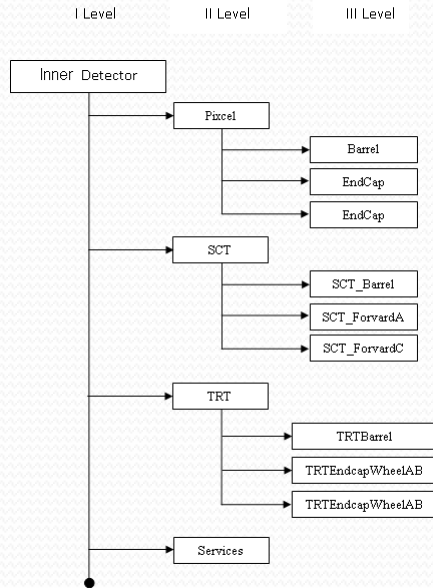 I Level II Level III Level
Inner Detector
Pixcel
Barrel
EndCap
EndCap
SCT
SCT_Barrel
SCT_ForvardA
SCT_ForvardC
TRT
TRTBarrel
TRTEndcapWheelAB
TRTEndcapWheelAB
Services